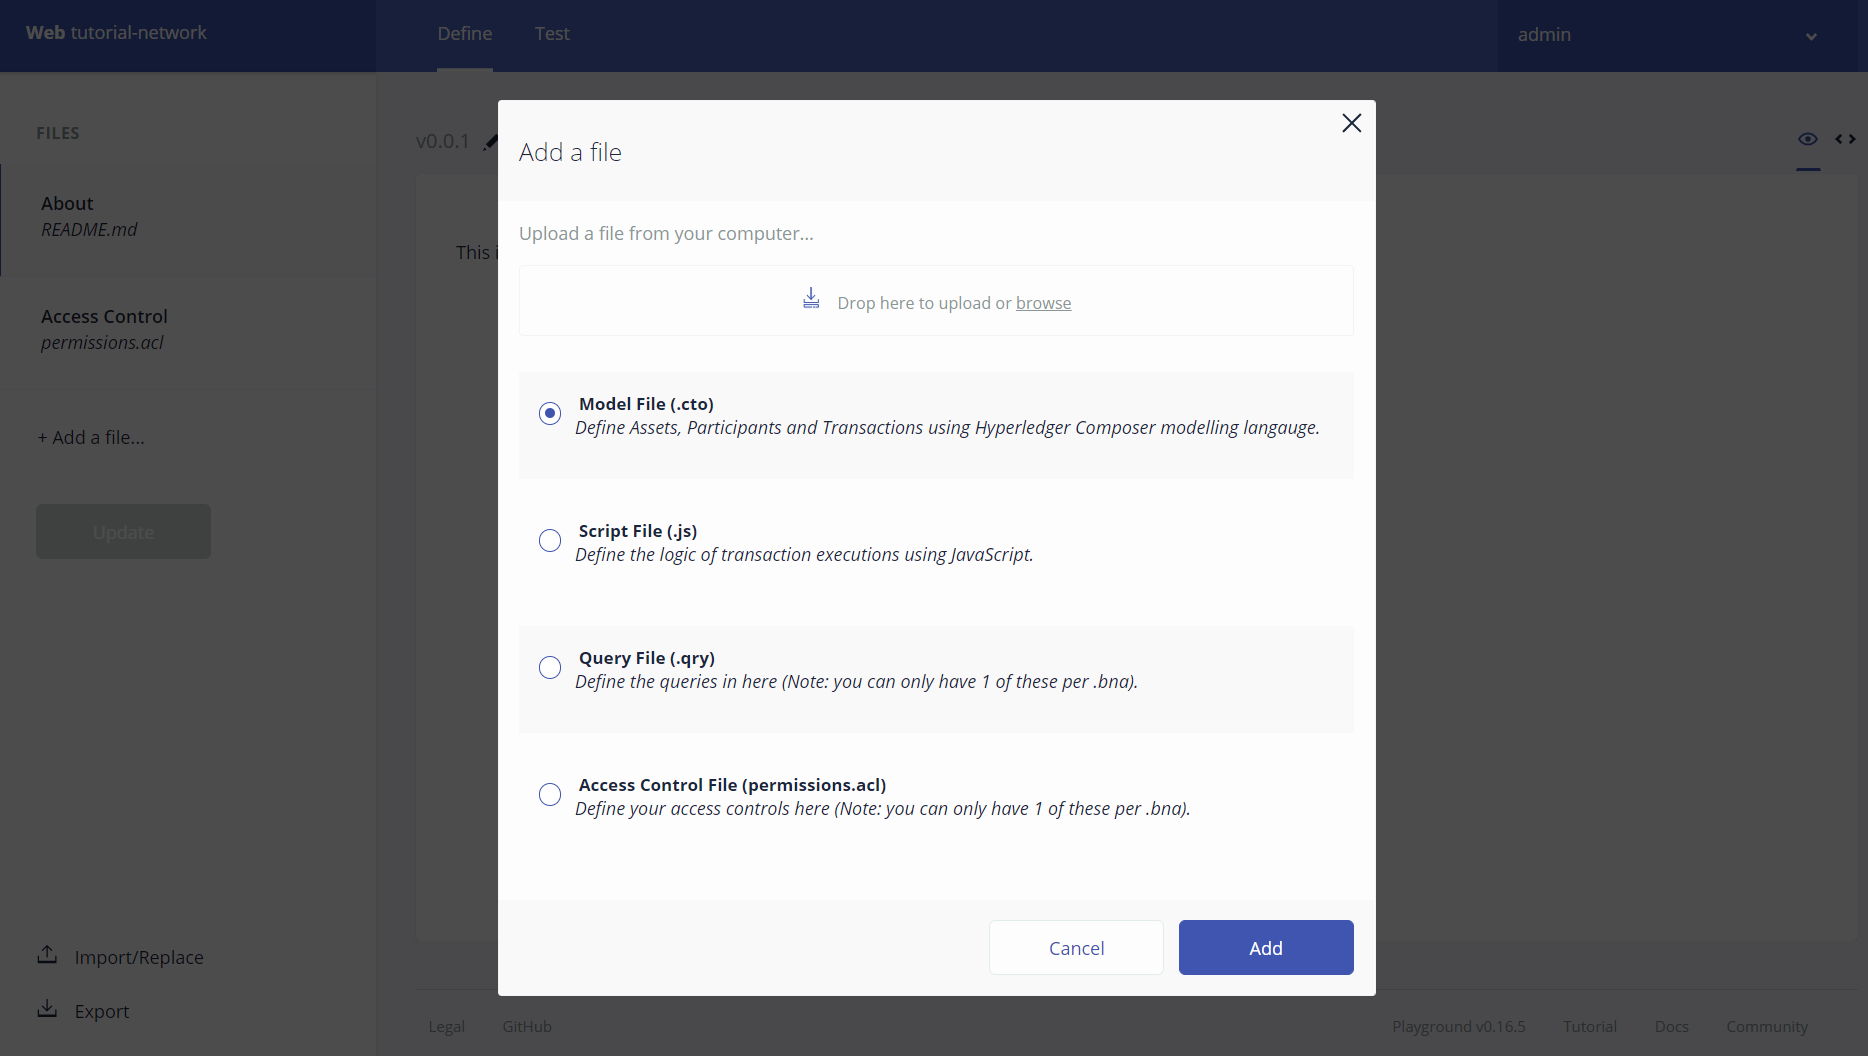 Web tutorial-network
Define
Test
admin
FILES
About
README.md
Access Control
permissions.acl
+ Add a file...
Update
Import/Replace
Export
v0.0.1
This i
Add a file
Upload a file from your computer...
Drop here to upload or browse
Model File (.cto)
Define Assets, Participants and Transactions using Hyperledger Composer modelling langauge.
Script File (.js)
Define the logic of transaction executions using JavaScript.
Query File (.qry)
Define the queries in here (Note: you can only have 1 of these per .bna).
Access Control File (permissions.acl)
Define your access controls here (Note: you can only have 1 of these per .bna).
Cancel
Add
Legal
GitHub
Playground v0.16.5
Tutorial
Docs
Community